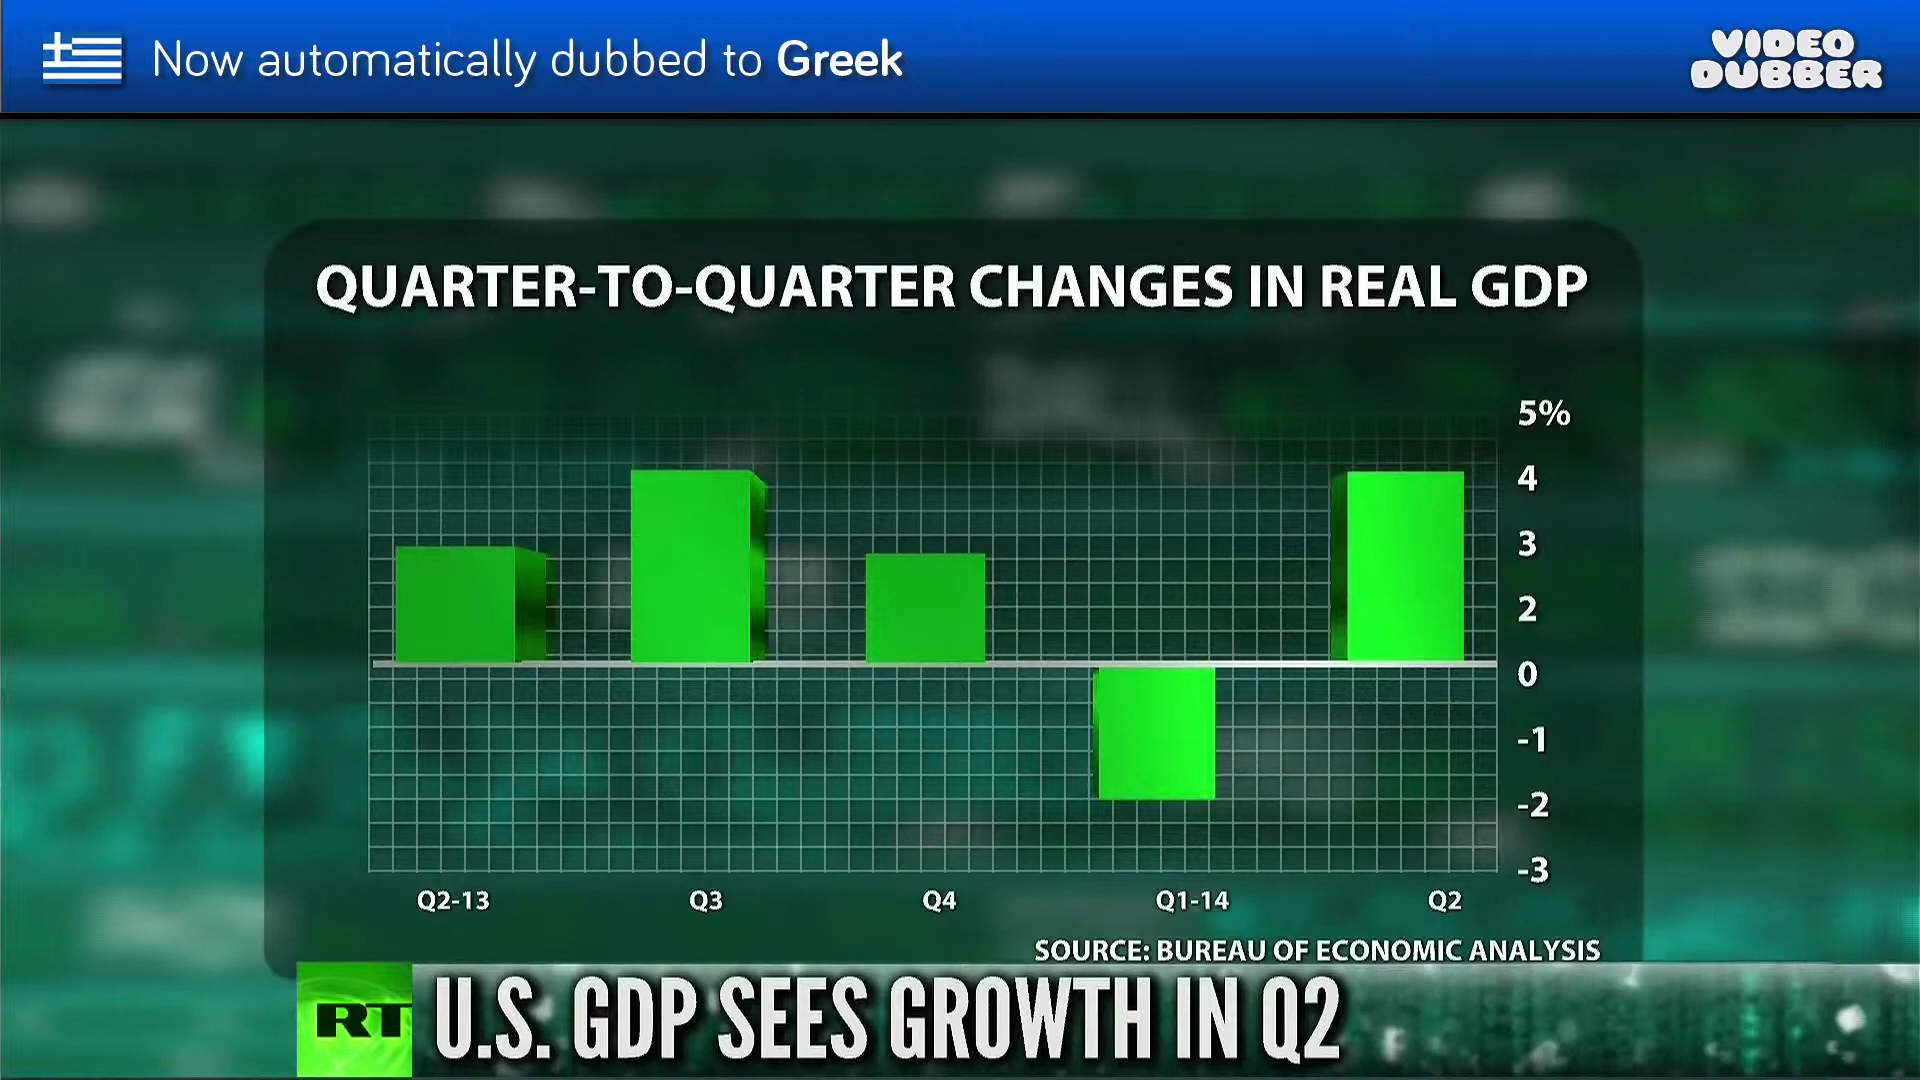 Now automatically dubbed to Greek
VIDEO
DUBBER
QUARTER-TO-QUARTER CHANGES IN REAL GDP
5%
4
3
2
0
-1
-2
-3
Q2-13 Q3 Q4 Q1-14 Q2
SOURCE: BUREAU OF ECONOMIC ANALYSIS
RT U.S. GDP SEES GROWTH IN Q2